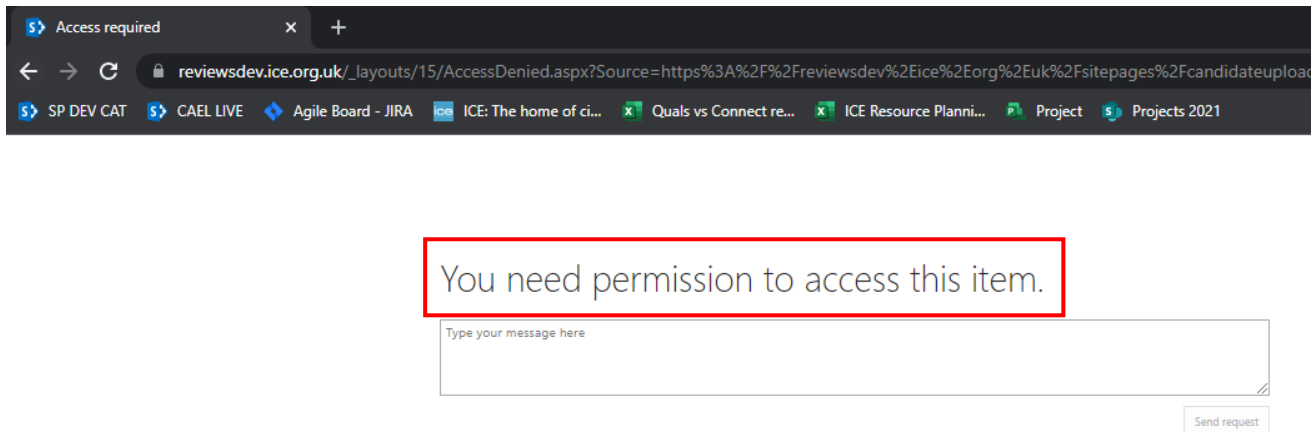 Access required
reviewsdev.ice.org.uk/_layouts/15/AccessDenied.aspx?Source=https%3A%2F%2Freviewsdev%2Eice%2Eorg%2Euk%2Fsitepages%2Fcandidateupload
SP DEV CAT CAEL LIVE Agile Board - JIRA ice ICE: The home of ci... Quals vs Connect re... ICE Resource Planni... Project Projects 2021
You need permission to access this item.
Type your message here
Send request